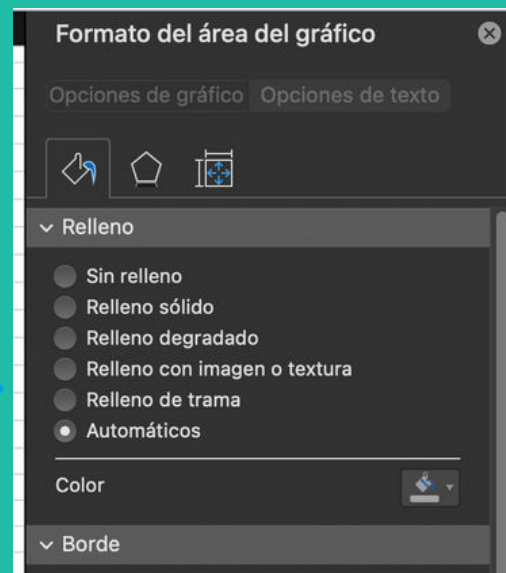 Formato del área del gráfico
Opciones de gráfico Opciones de texto
Relleno
Sin relleno
Relleno sólido
Relleno degradado
Relleno con imagen o textura
Relleno de trama
Automáticos
Color
Borde